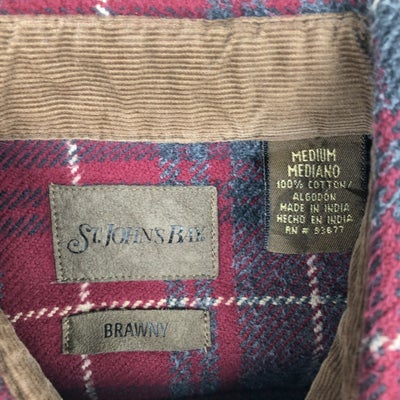 MEDIUM
MEDIANO
100% COTTON/
ALGODON
MADE IN INDIA
HECHO EN INDIA
RN # 93677
ST. JOHN'S BAY
BRAWNY